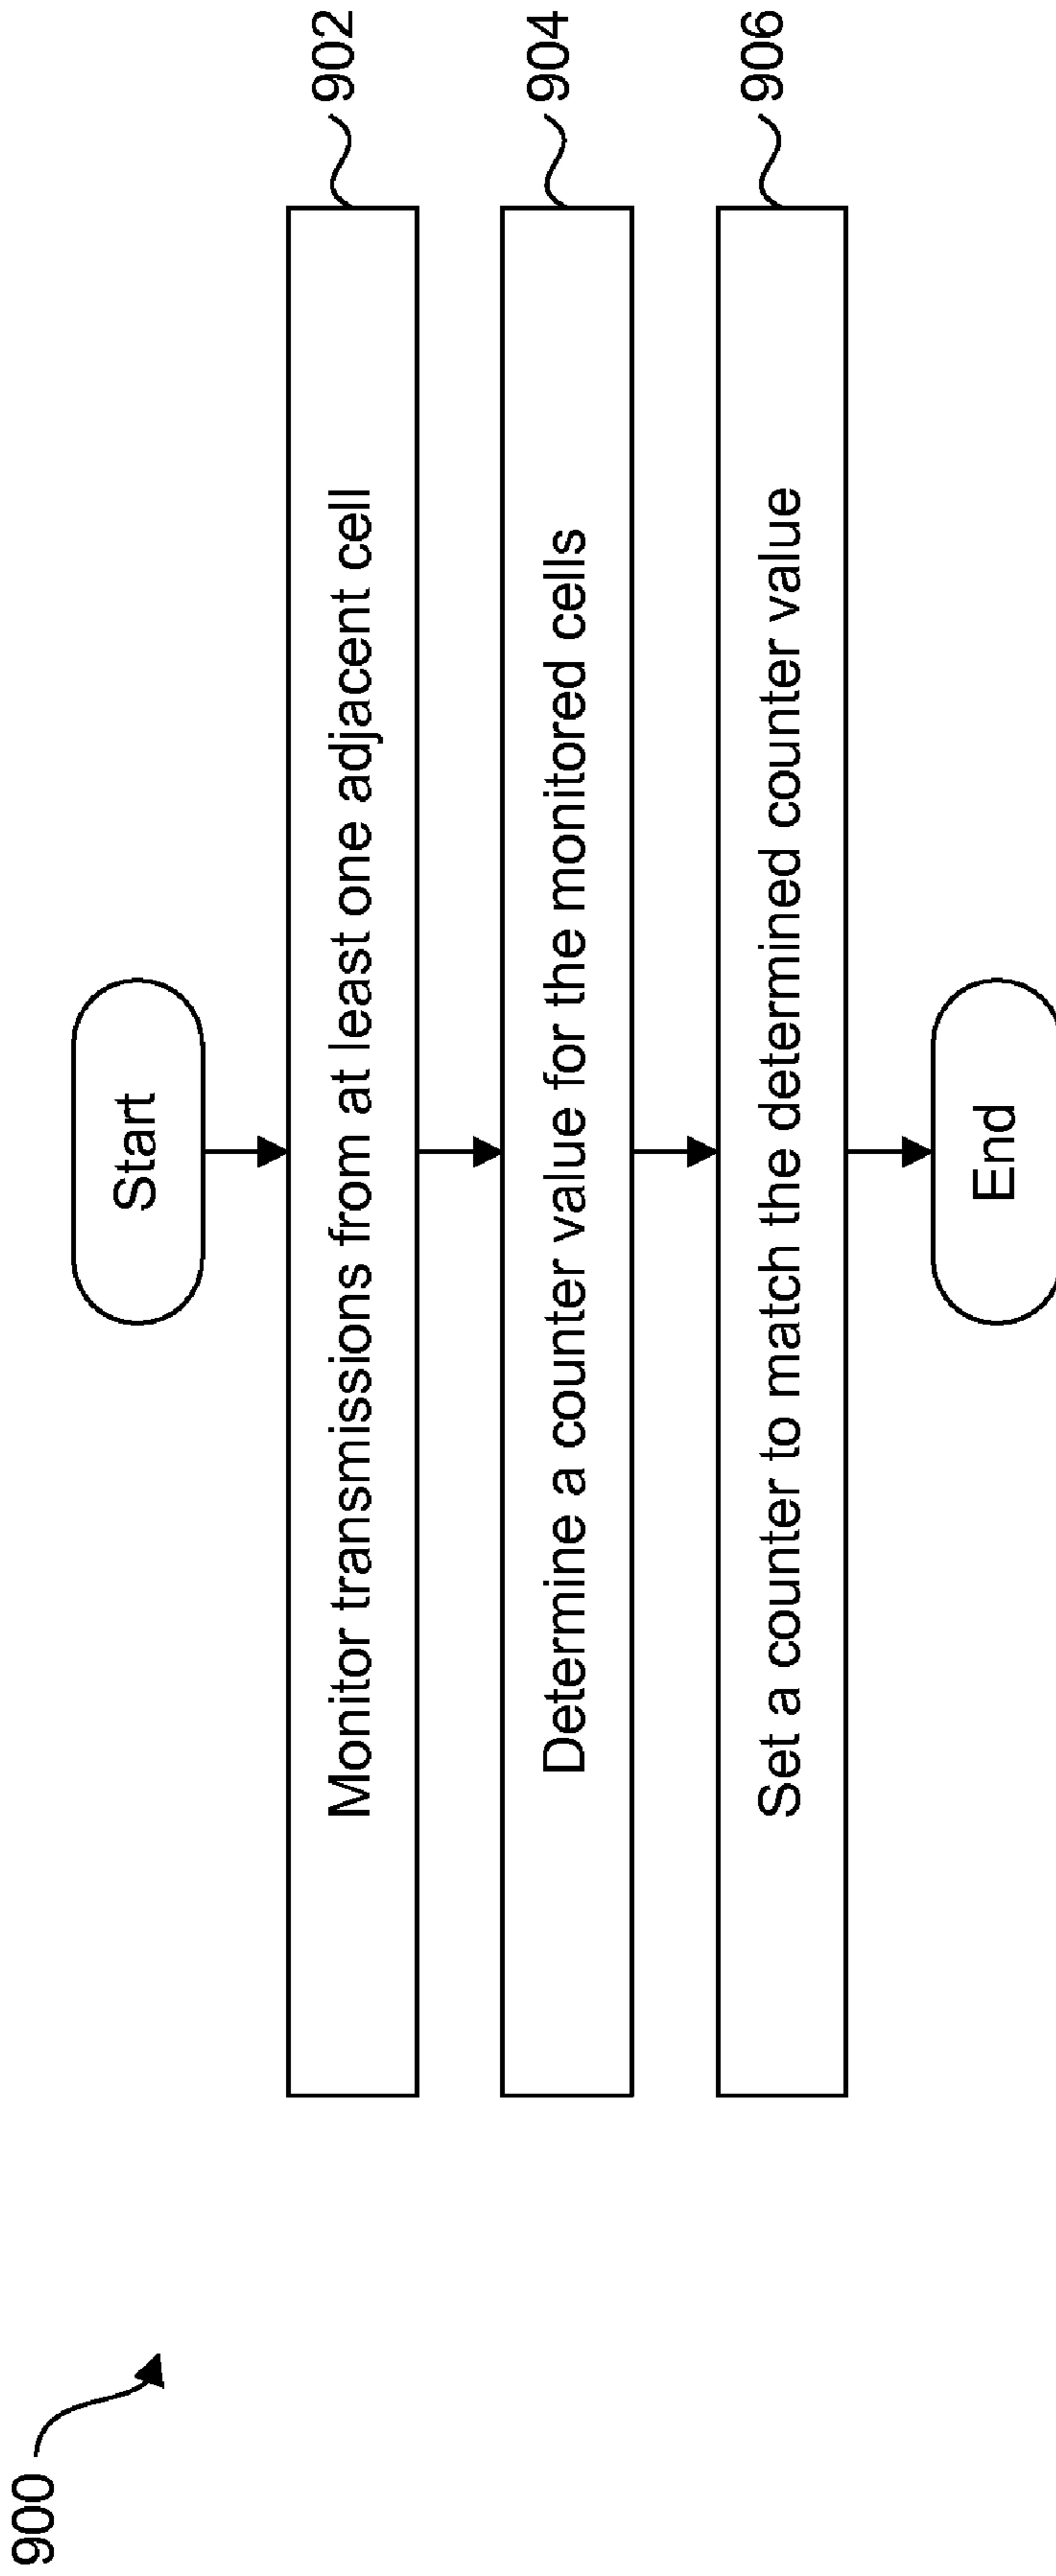 900
Start
Monitor transmissions from at least one adjacent cell
902
Determine a counter value for the monitored cells
904
Set a counter to match the determined counter value
906
End